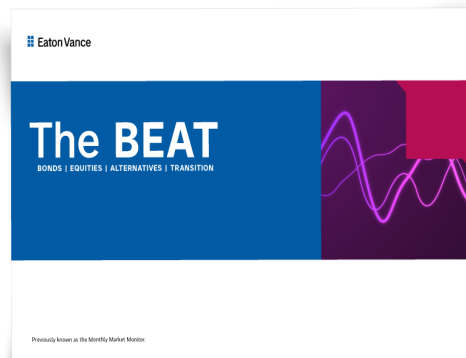 Eaton Vance
The BEAT
BONDS | EQUITIES | ALTERNATIVES | TRANSITION
Previously known as the Monthly Market Monitor.